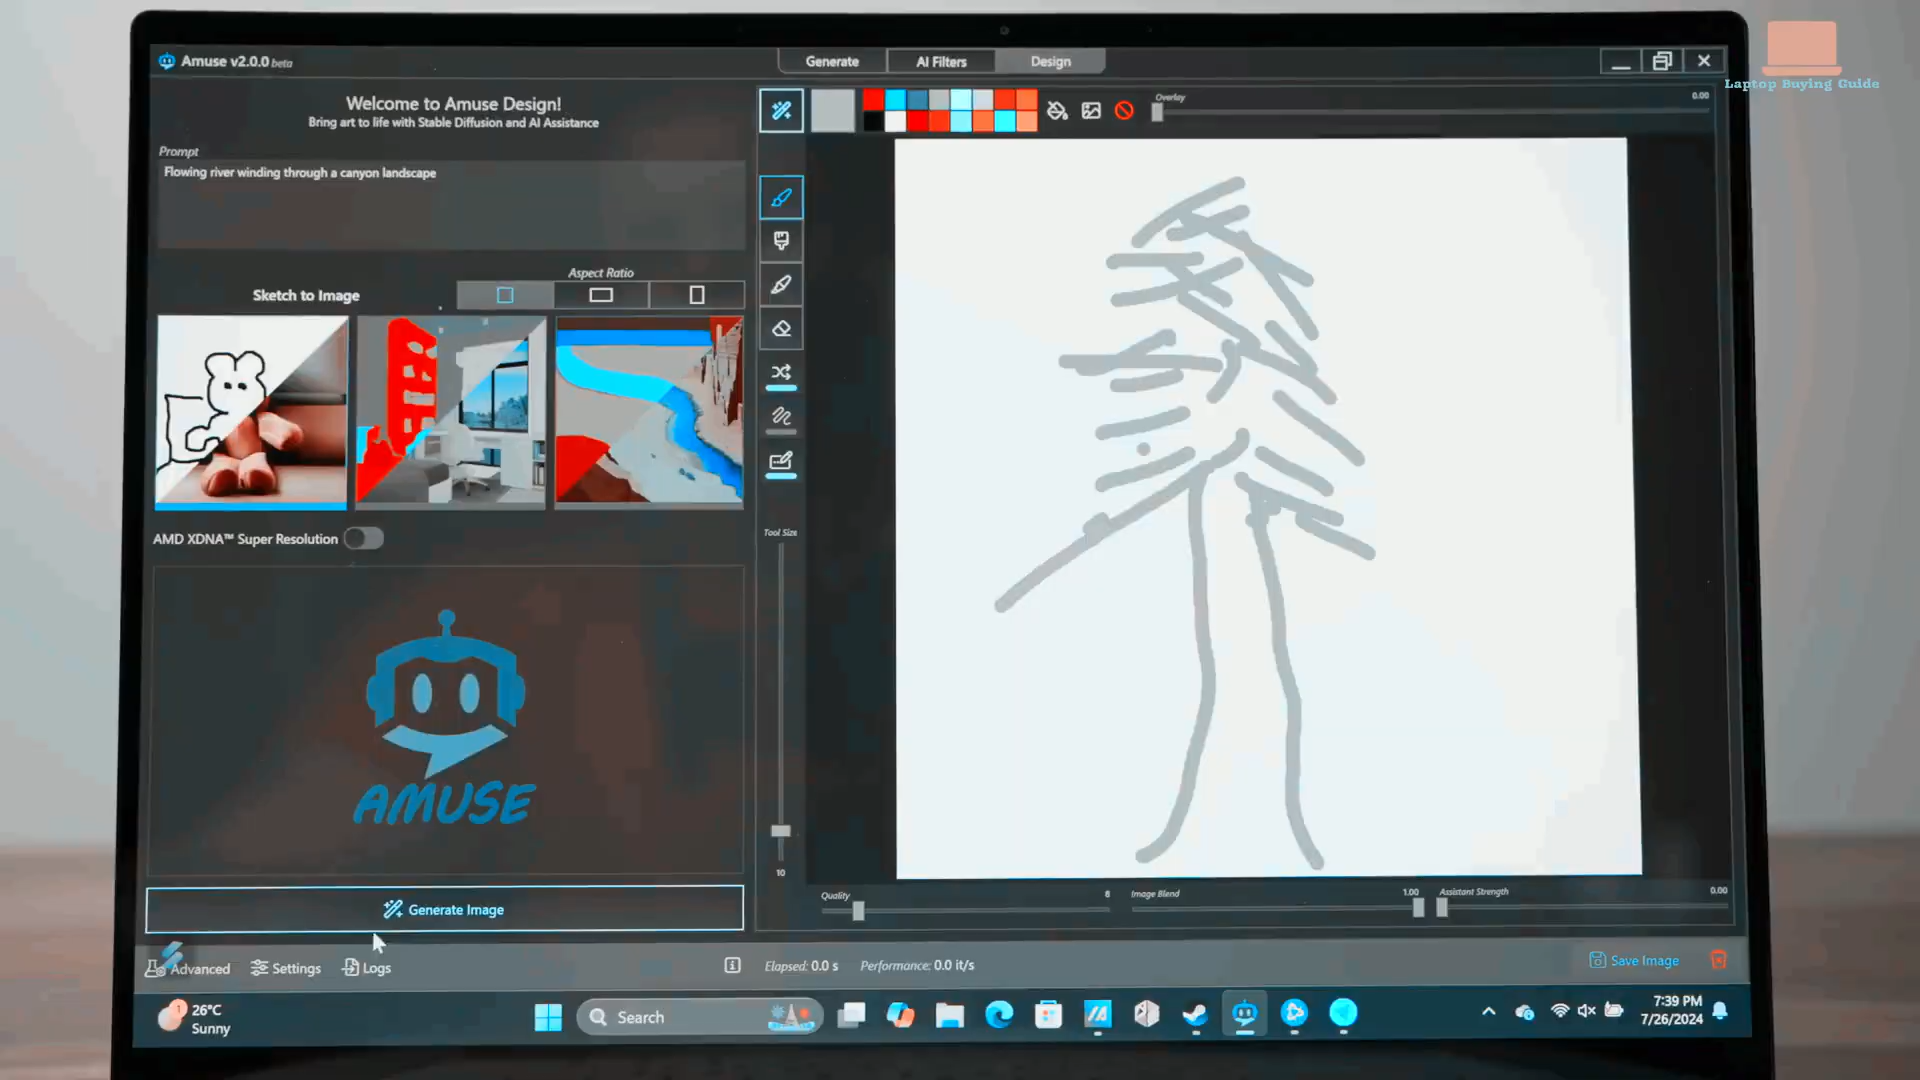 Amuse v2.0.0 beta
Generate
AI Filters
Design
Laptop Buying Guide
Welcome to Amuse Design!
Bring art to life with Stable Diffusion and AI Assistance
Overlay
0.00
Prompt
Flowing river winding through a canyon landscape
Aspect Ratio
Sketch to Image
AMD XDNA™ Super Resolution
Tool Size
10
AMUSE
Generate Image
Quality
8
Image Blend
1.00
Assistant Strength
0.00
Advanced
Settings
Logs
Elapsed: 0.0 s
Performance: 0.0 it/s
Save Image
1
26°C
Sunny
Search
7:39 PM
7/26/2024